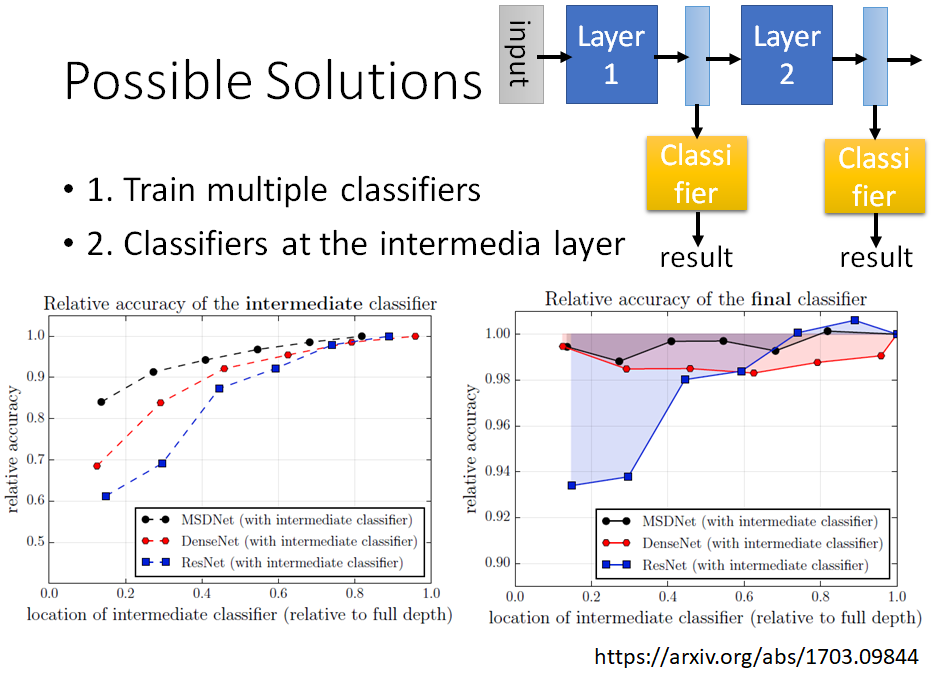 Possible Solutions
input
Layer
1
Layer
2
Classi
fier
Classi
fier
result
result
• 1. Train multiple classifiers
• 2. Classifiers at the intermedia layer
Relative accuracy of the intermediate classifier
relative accuracy
1.0
0.9
0.8
0.7
0.6
0.5
MSDNet (with intermediate classifier)
DenseNet (with intermediate classifier)
ResNet (with intermediate classifier)
0.0 0.2 0.4 0.6 0.8 1.0
location of intermediate classifier (relative to full depth)
Relative accuracy of the final classifier
relative accuracy
1.00
0.98
0.96
0.94
0.92
0.90
MSDNet (with intermediate classifier)
DenseNet (with intermediate classifier)
ResNet (with intermediate classifier)
0.0 0.2 0.4 0.6 0.8 1.0
location of intermediate classifier (relative to full depth)
https://arxiv.org/abs/1703.09844